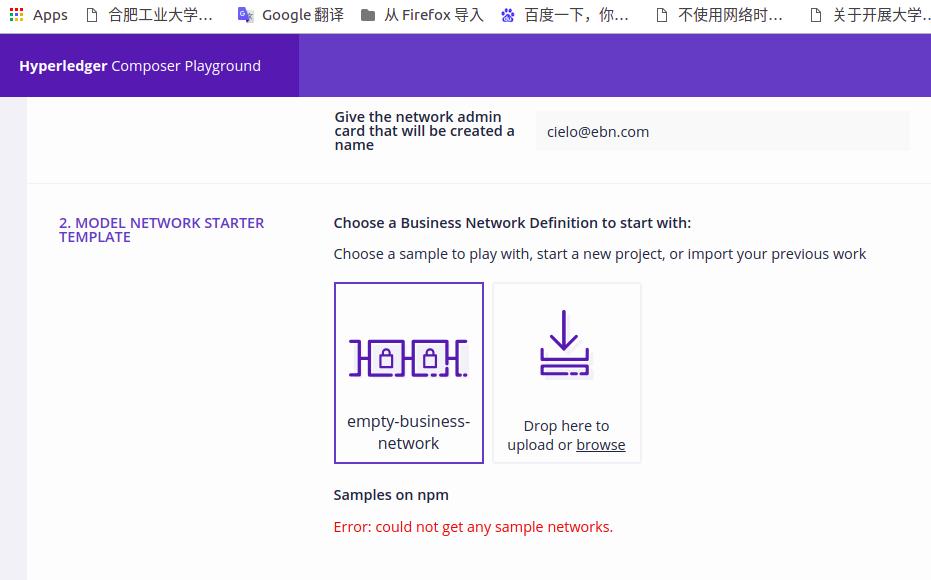 Apps 合肥工业大学… Google 翻译 从 Firefox 导入 百度一下，你… 不使用网络时… 关于开展大学…
Hyperledger Composer Playground
Give the network admin
card that will be created a
name
cielo@ebn.com
2. MODEL NETWORK STARTER
TEMPLATE
Choose a Business Network Definition to start with:
Choose a sample to play with, start a new project, or import your previous work
empty-business-
network
Drop here to
upload or browse
Samples on npm
Error: could not get any sample networks.